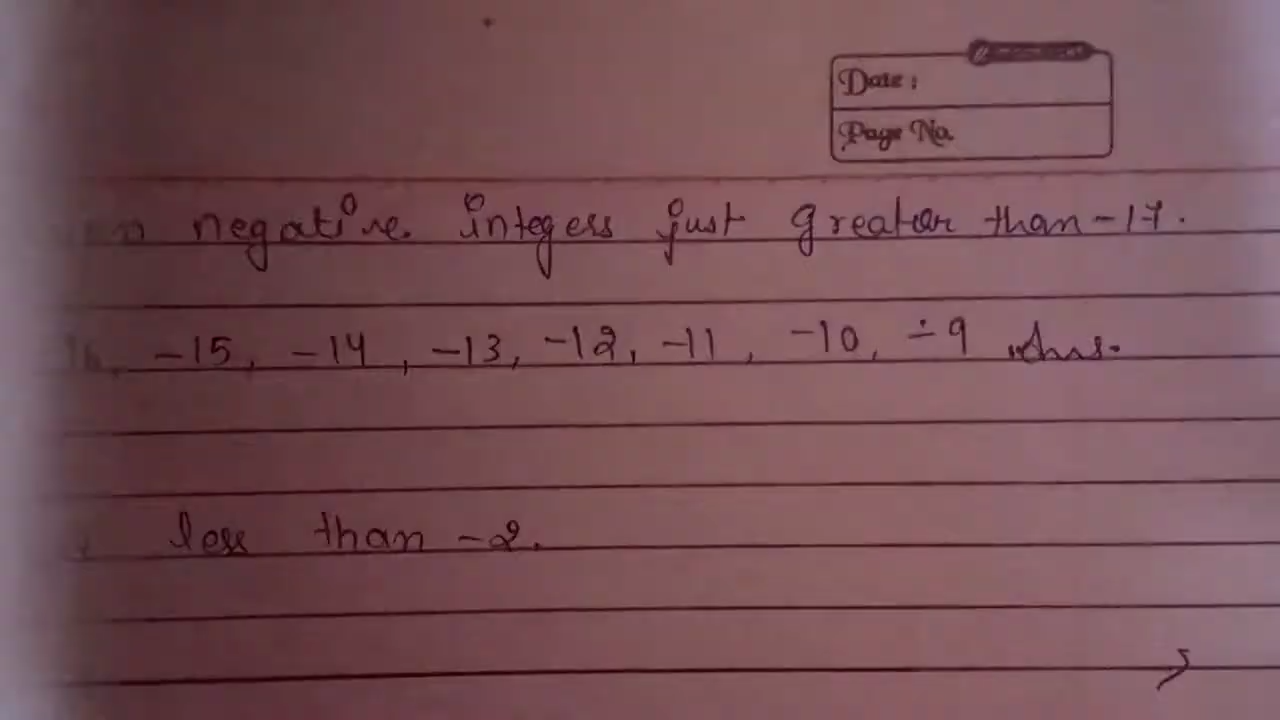 Date :
Page No.
negative integers just greater than -17.
-15, -14, -13, -12, -11, -10, -9 Ans.
less than -2.